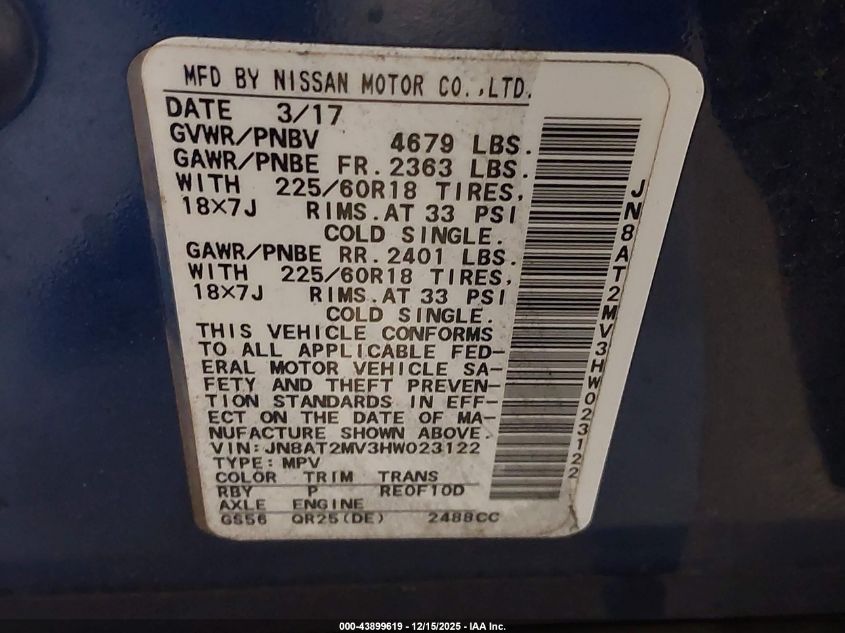 MFD BY NISSAN MOTOR CO.,LTD.
DATE 3/17
GVWR/PNBV 4679 LBS.
GAWR/PNBE FR. 2363 LBS.
WITH 225/60R18 TIRES,
18×7J RIMS.AT 33 PSI
COLD SINGLE.
GAWR/PNBE RR. 2401 LBS.
WITH 225/60R18 TIRES,
18×7J RIMS.AT 33 PSI
COLD SINGLE.
THIS VEHICLE CONFORMS
TO ALL APPLICABLE FED-
ERAL MOTOR VEHICLE SA-
FETY AND THEFT PREVEN-
TION STANDARDS IN EFF-
ECT ON THE DATE OF MA-
NUFACTURE SHOWN ABOVE.
VIN:JN8AT2MV3HW023122
TYPE:MPV
COLOR TRIM TRANS
RBY P RE0F10D
AXLE ENGINE
GS56 QR25(DE) 2488CC
JN8AT2MV3HW023122
000-43899619 - 12/15/2025 - IAA Inc.